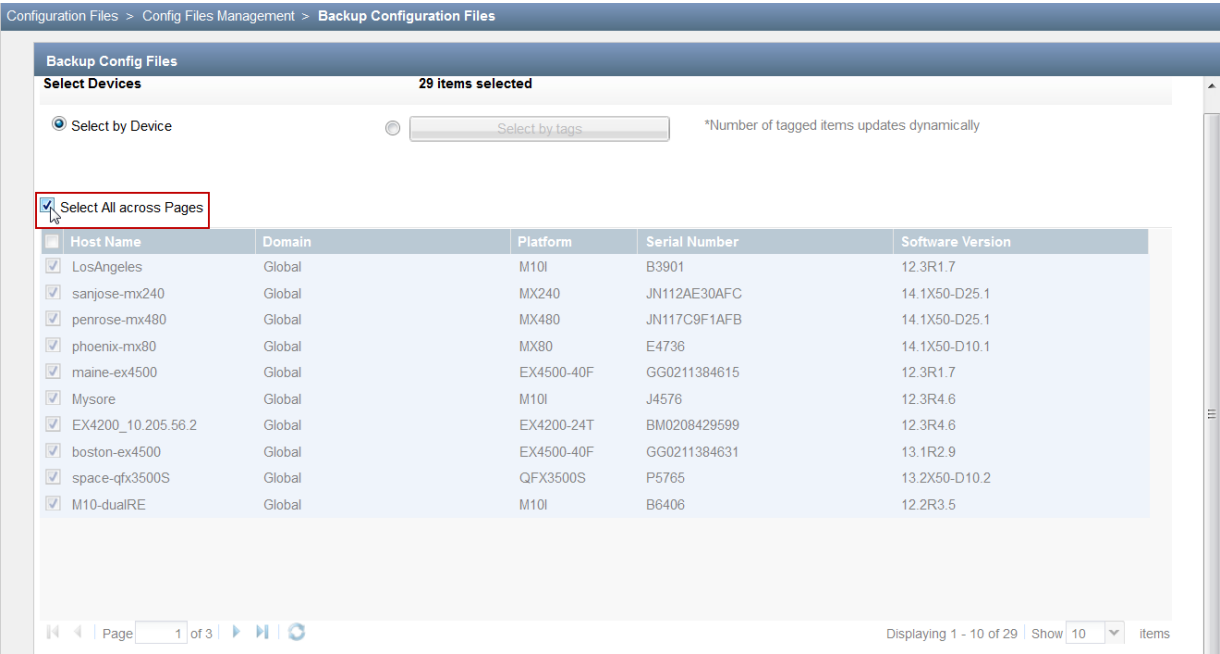 Configuration Files > Config Files Management > Backup Configuration Files
Backup Config Files
Select Devices 29 items selected
Select by Device Select by tags *Number of tagged items updates dynamically
Select All across Pages
Host Name Domain Platform Serial Number Software Version
LosAngeles Global M10I B3901 12.3R1.7
sanjose-mx240 Global MX240 JN112AE30AFC 14.1X50-D25.1
penrose-mx480 Global MX480 JN117C9F1AFB 14.1X50-D25.1
phoenix-mx80 Global MX80 E4736 14.1X50-D10.1
maine-ex4500 Global EX4500-40F GG0211384615 12.3R1.7
Mysore Global M10I J4576 12.3R4.6
EX4200_10.205.56.2 Global EX4200-24T BM0208429599 12.3R4.6
boston-ex4500 Global EX4500-40F GG0211384631 13.1R2.9
space-qfx3500S Global QFX3500S P5765 13.2X50-D10.2
M10-dualRE Global M10I B6406 12.2R3.5
Page 1 of 3 Displaying 1 - 10 of 29 Show 10 items